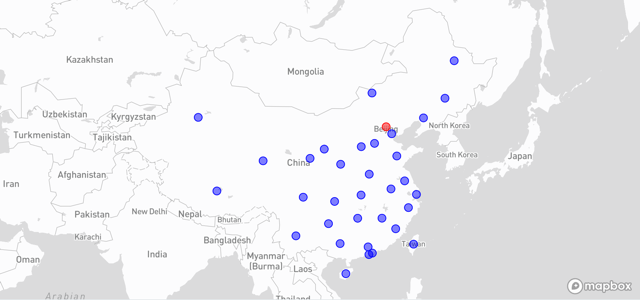 Kazakhstan
Mongolia
Uzbekistan
Kyrgyzstan
Turkmenistan
Tajikistan
Beijing
North Korea
South Korea
Japan
China
Iran
Afghanistan
Pakistan
New Delhi
Nepal
Bhutan
Karachi
Bangladesh
Taiwan
India
Myanmar
[Burma]
Laos
Oman
Thailand
Arabian
mapbox